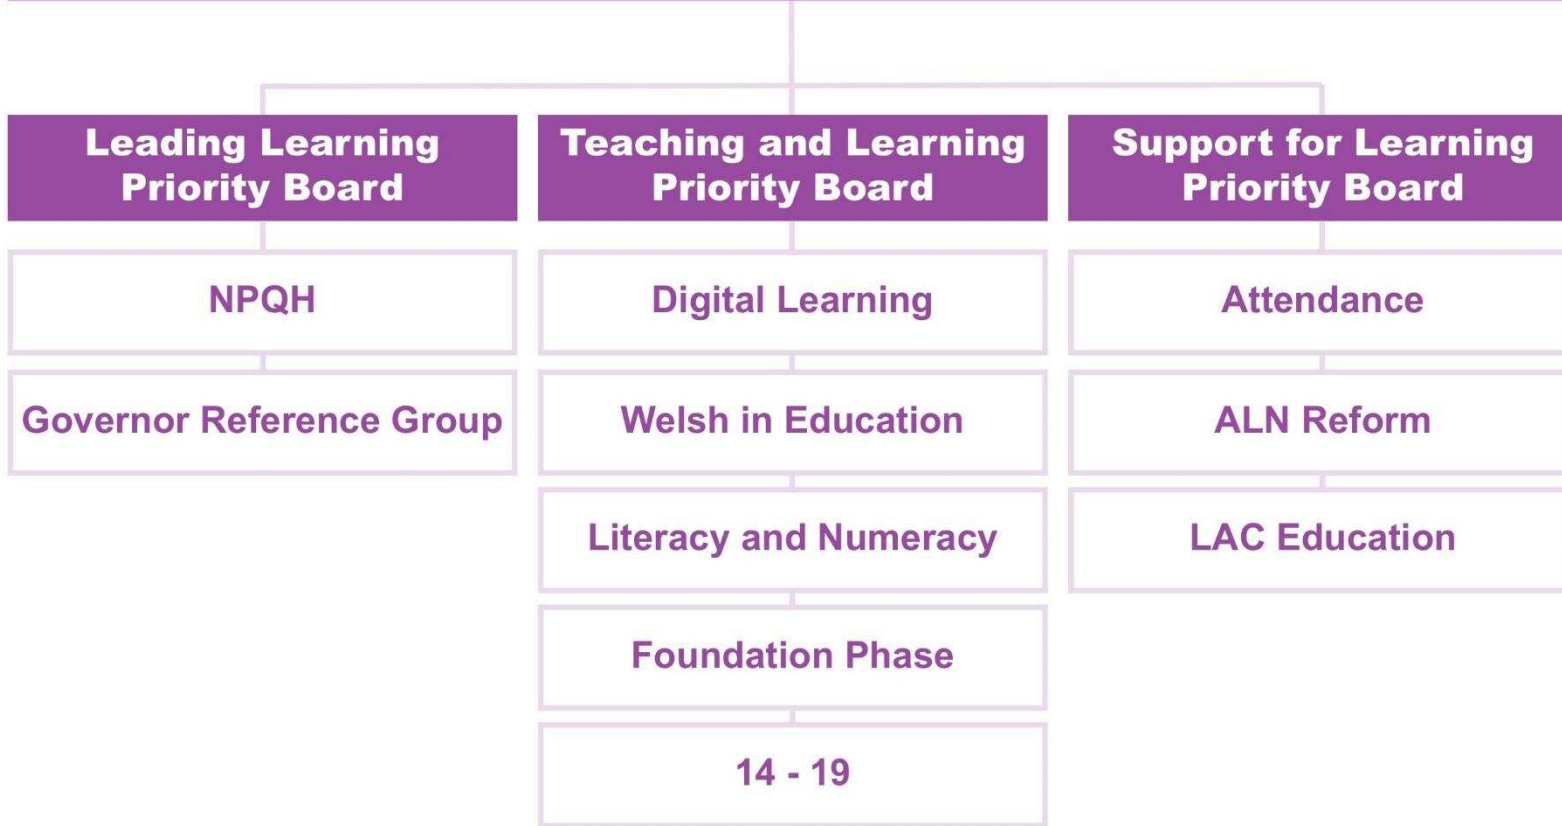 Leading Learning
Priority Board
NPQH
Governor Reference Group
Teaching and Learning
Priority Board
Digital Learning
Welsh in Education
Literacy and Numeracy
Foundation Phase
14 - 19
Support for Learning
Priority Board
Attendance
ALN Reform
LAC Education